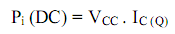 Pi (DC) = VCC . IC (Q)